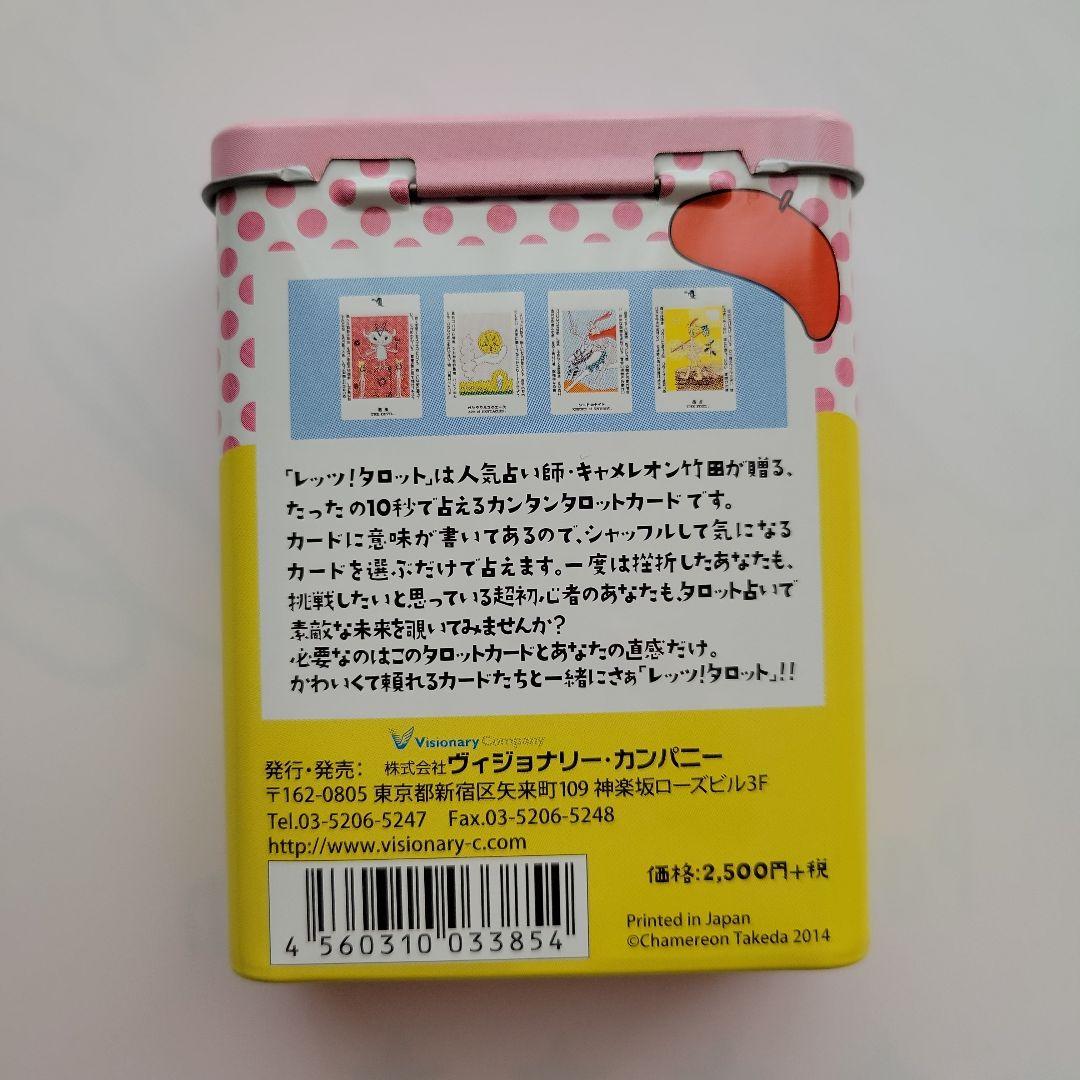 「レッツ!タロット」は人気占い師・キャメレオン竹田が贈る、
たったの10秒で占えるカンタンタロットカードです。
カードに意味が書いてあるので、シャッフルして気になる
カードを選ぶだけで占えます。一度は挫折したあなたも、
挑戦したいと思っている超初心者のあなたも、タロット占いで
素敵な未来を覗いてみませんか?
必要なのはこのタロットカードとあなたの直感だけ。
かわいくて頼れるカードたちと一緒にさぁ「レッツ!タロット」!!
Visionary Company
発行・発売: 株式会社ヴィジョナリー・カンパニー
〒162-0805 東京都新宿区矢来町109 神楽坂ローズビル3F
Tel.03-5206-5247 Fax.03-5206-5248
http://www.visionary-c.com
価格:2,500円+税
Printed in Japan
©Chamereon Takeda 2014
4 560310 033854